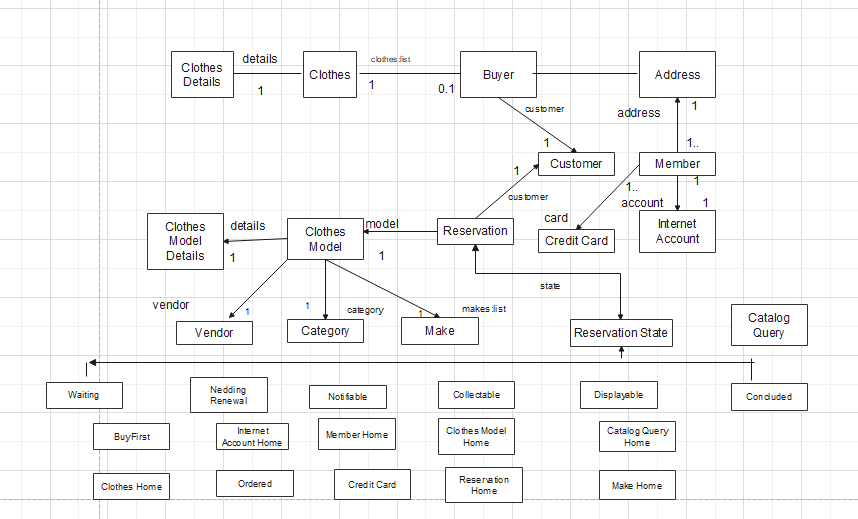 details
clothes:list
Clothes
Details
Clothes
Buyer
Address
1
1
0.1
customer
address
1
1
1..
Customer
Member
1
1..
1
customer
account
1
card
Clothes
Model
Details
details
1
Clothes
Model
model
1
Reservation
Credit Card
Internet
Account
state
vendor
1
1
category
1
makes:list
Vendor
Category
Make
Reservation State
Catalog
Query
Waiting
Nedding
Renewal
Notifiable
Collectable
Displayable
Concluded
BuyFirst
Internet
Account Home
Member Home
Clothes Model
Home
Catalog Query
Home
Clothes Home
Ordered
Credit Card
Reservation
Home
Make Home